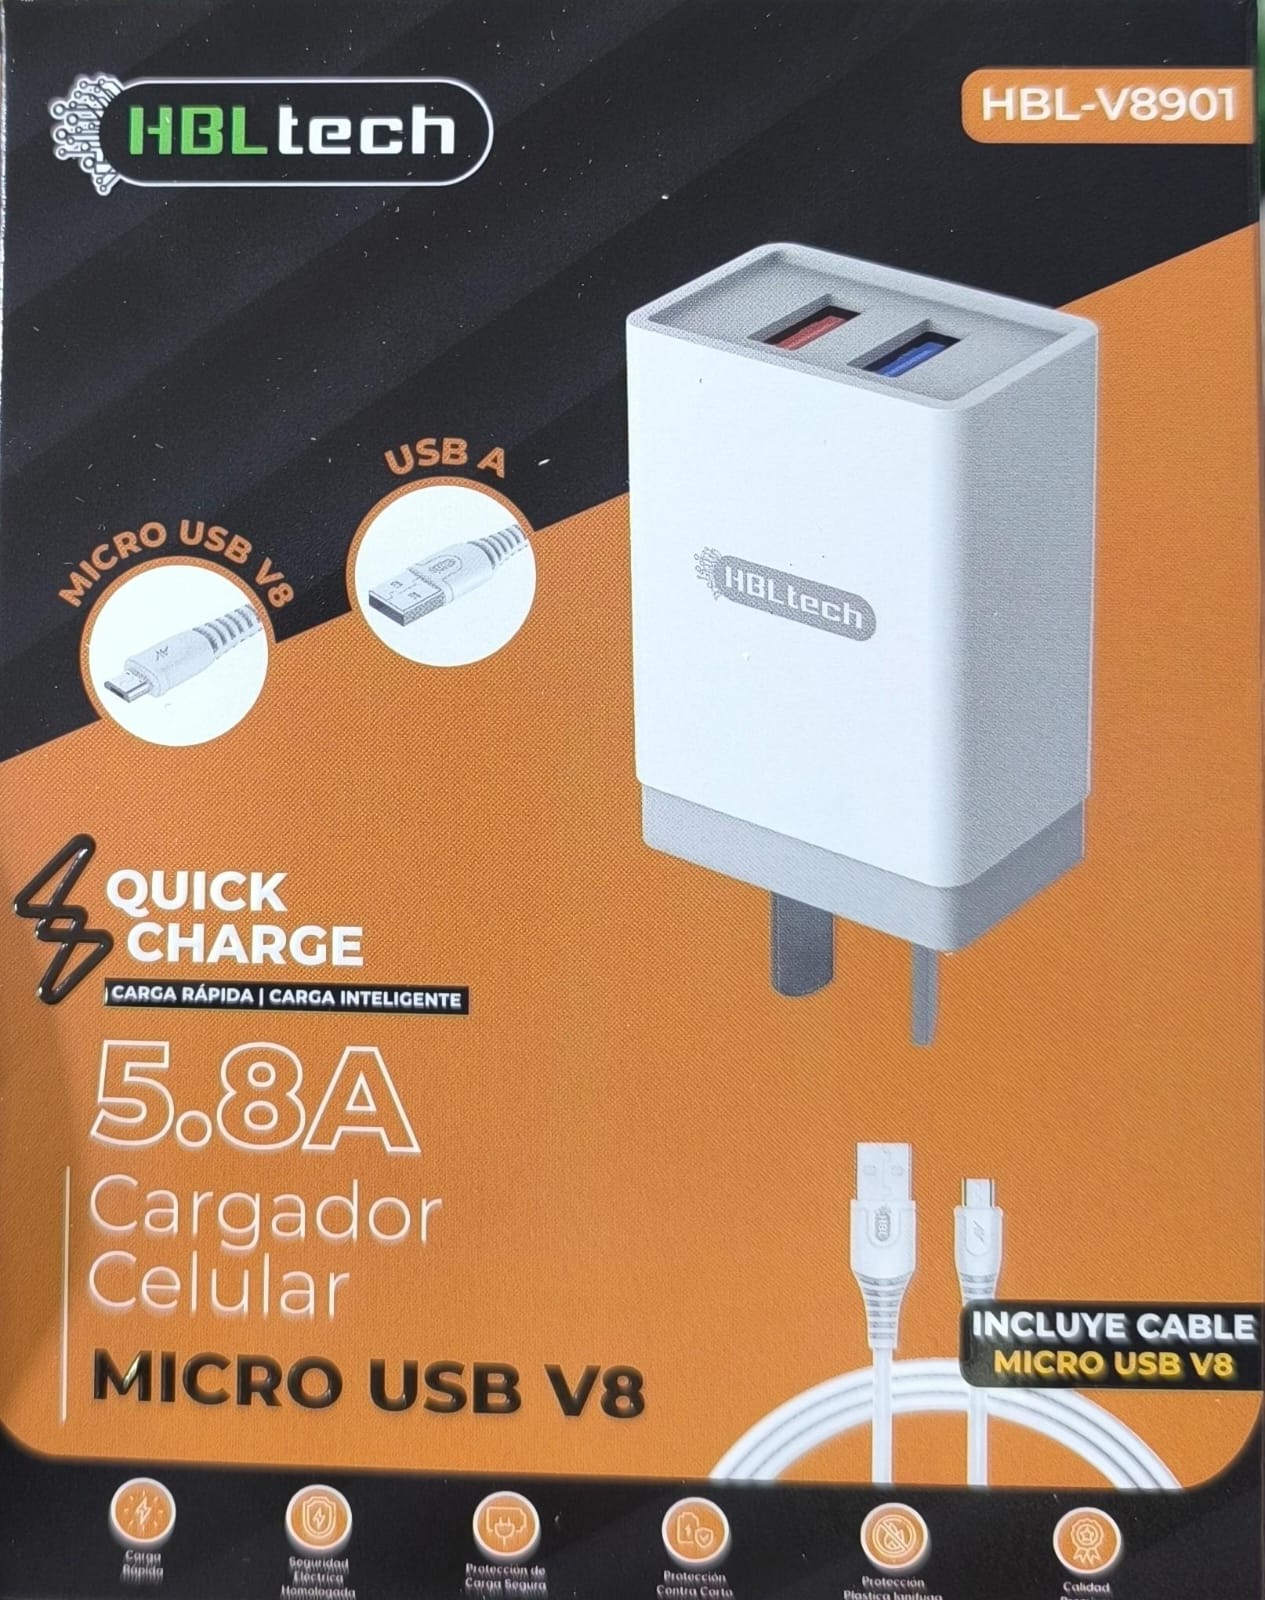 HBLtech
HBL-V8901
USB A
MICRO USB V8
HBLtech
QUICK
CHARGE
CARGA RÁPIDA | CARGA INTELIGENTE
5.8A
Cargador
Celular
MICRO USB V8
INCLUYE CABLE
MICRO USB V8
Carga
Rápida
Seguridad
Eléctrica
Homologada
Protección de
Carga Segura
Protección
Contra Corto
Protección
Plastica Ignifuga
Calidad